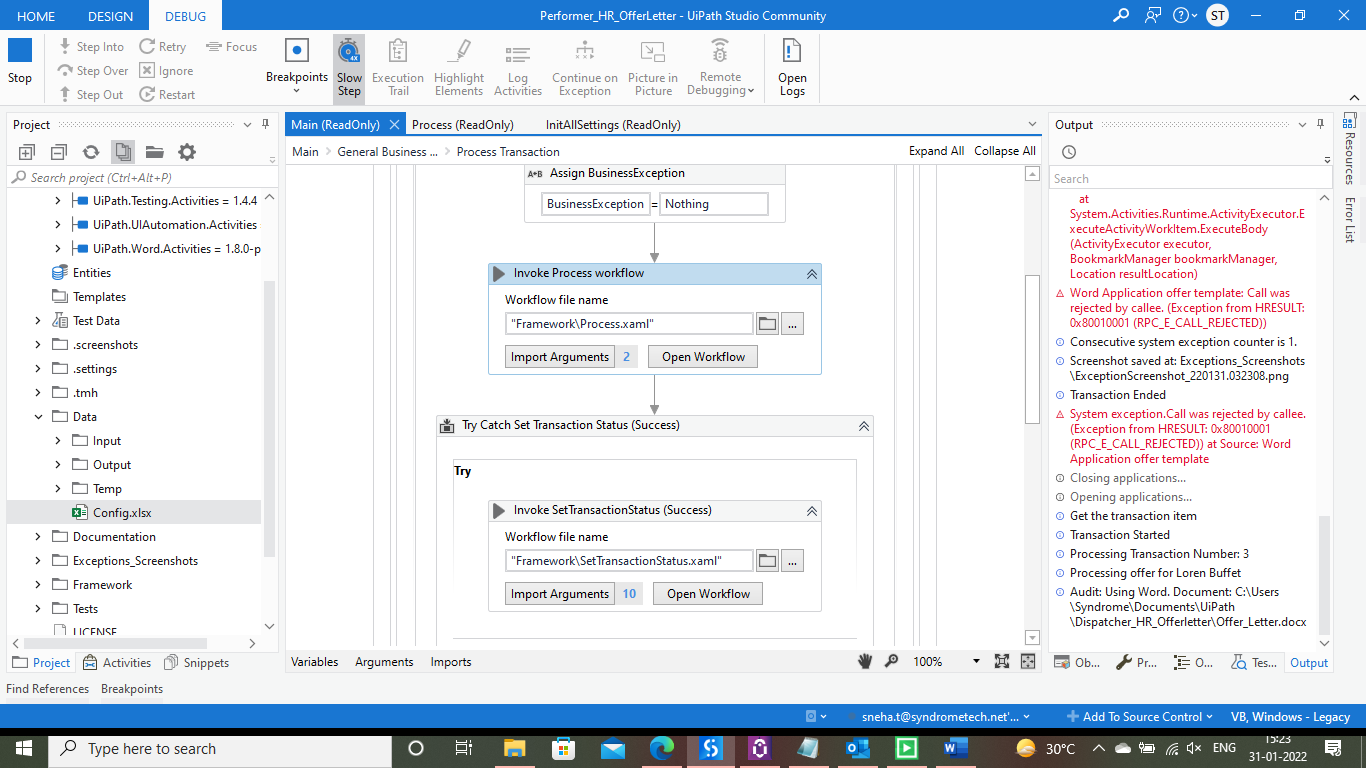 HOME DESIGN DEBUG Performer_HR_OfferLetter - UiPath Studio Community ST
Stop
Step Into Retry Focus
Step Over Ignore
Step Out Restart
Breakpoints
Slow Step
Execution Trail
Highlight Elements
Log Activities
Continue on Exception
Picture in Picture
Remote Debugging
Open Logs
Project
Search project (Ctrl+Alt+P)
UiPath.Testing.Activities = 1.4.4
UiPath.UIAutomation.Activities
UiPath.Word.Activities = 1.8.0-p
Entities
Templates
Test Data
.screenshots
.settings
.tmh
Data
Input
Output
Temp
Config.xlsx
Documentation
Exceptions_Screenshots
Framework
Tests
LICENSE
Project Activities Snippets
Find References Breakpoints
Main (ReadOnly) Process (ReadOnly) InitAllSettings (ReadOnly)
Main General Business ... Process Transaction Expand All Collapse All
A+B Assign BusinessException
BusinessException = Nothing
Invoke Process workflow
Workflow file name
"Framework\Process.xaml" ...
Import Arguments 2 Open Workflow
Try Catch Set Transaction Status (Success)
Try
Invoke SetTransactionStatus (Success)
Workflow file name
"Framework\SetTransactionStatus.xaml" ...
Import Arguments 10 Open Workflow
Variables Arguments Imports 100%
Output
Search
at
System.Activities.Runtime.ActivityExecutor.E
xecuteActivityWorkItem.ExecuteBody
(ActivityExecutor executor,
BookmarkManager bookmarkManager,
Location resultLocation)
Word Application offer template: Call was
rejected by callee. (Exception from HRESULT:
0x80010001 (RPC_E_CALL_REJECTED))
Consecutive system exception counter is 1.
Screenshot saved at: Exceptions_Screenshots
\ExceptionScreenshot_220131.032308.png
Transaction Ended
System exception.Call was rejected by callee.
(Exception from HRESULT: 0x80010001
(RPC_E_CALL_REJECTED)) at Source: Word
Application offer template
Closing applications...
Opening applications...
Get the transaction item
Transaction Started
Processing Transaction Number: 3
Processing offer for Loren Buffet
Audit: Using Word. Document: C:\Users
\Syndrome\Documents\UiPath
\Dispatcher_HR_Offerletter\Offer_Letter.docx
Ob... Pr... O... Tes... Output
Resources
Error List
sneha.t@syndrometech.net'... Add To Source Control VB, Windows - Legacy
Type here to search
30°C ENG
15:23
31-01-2022